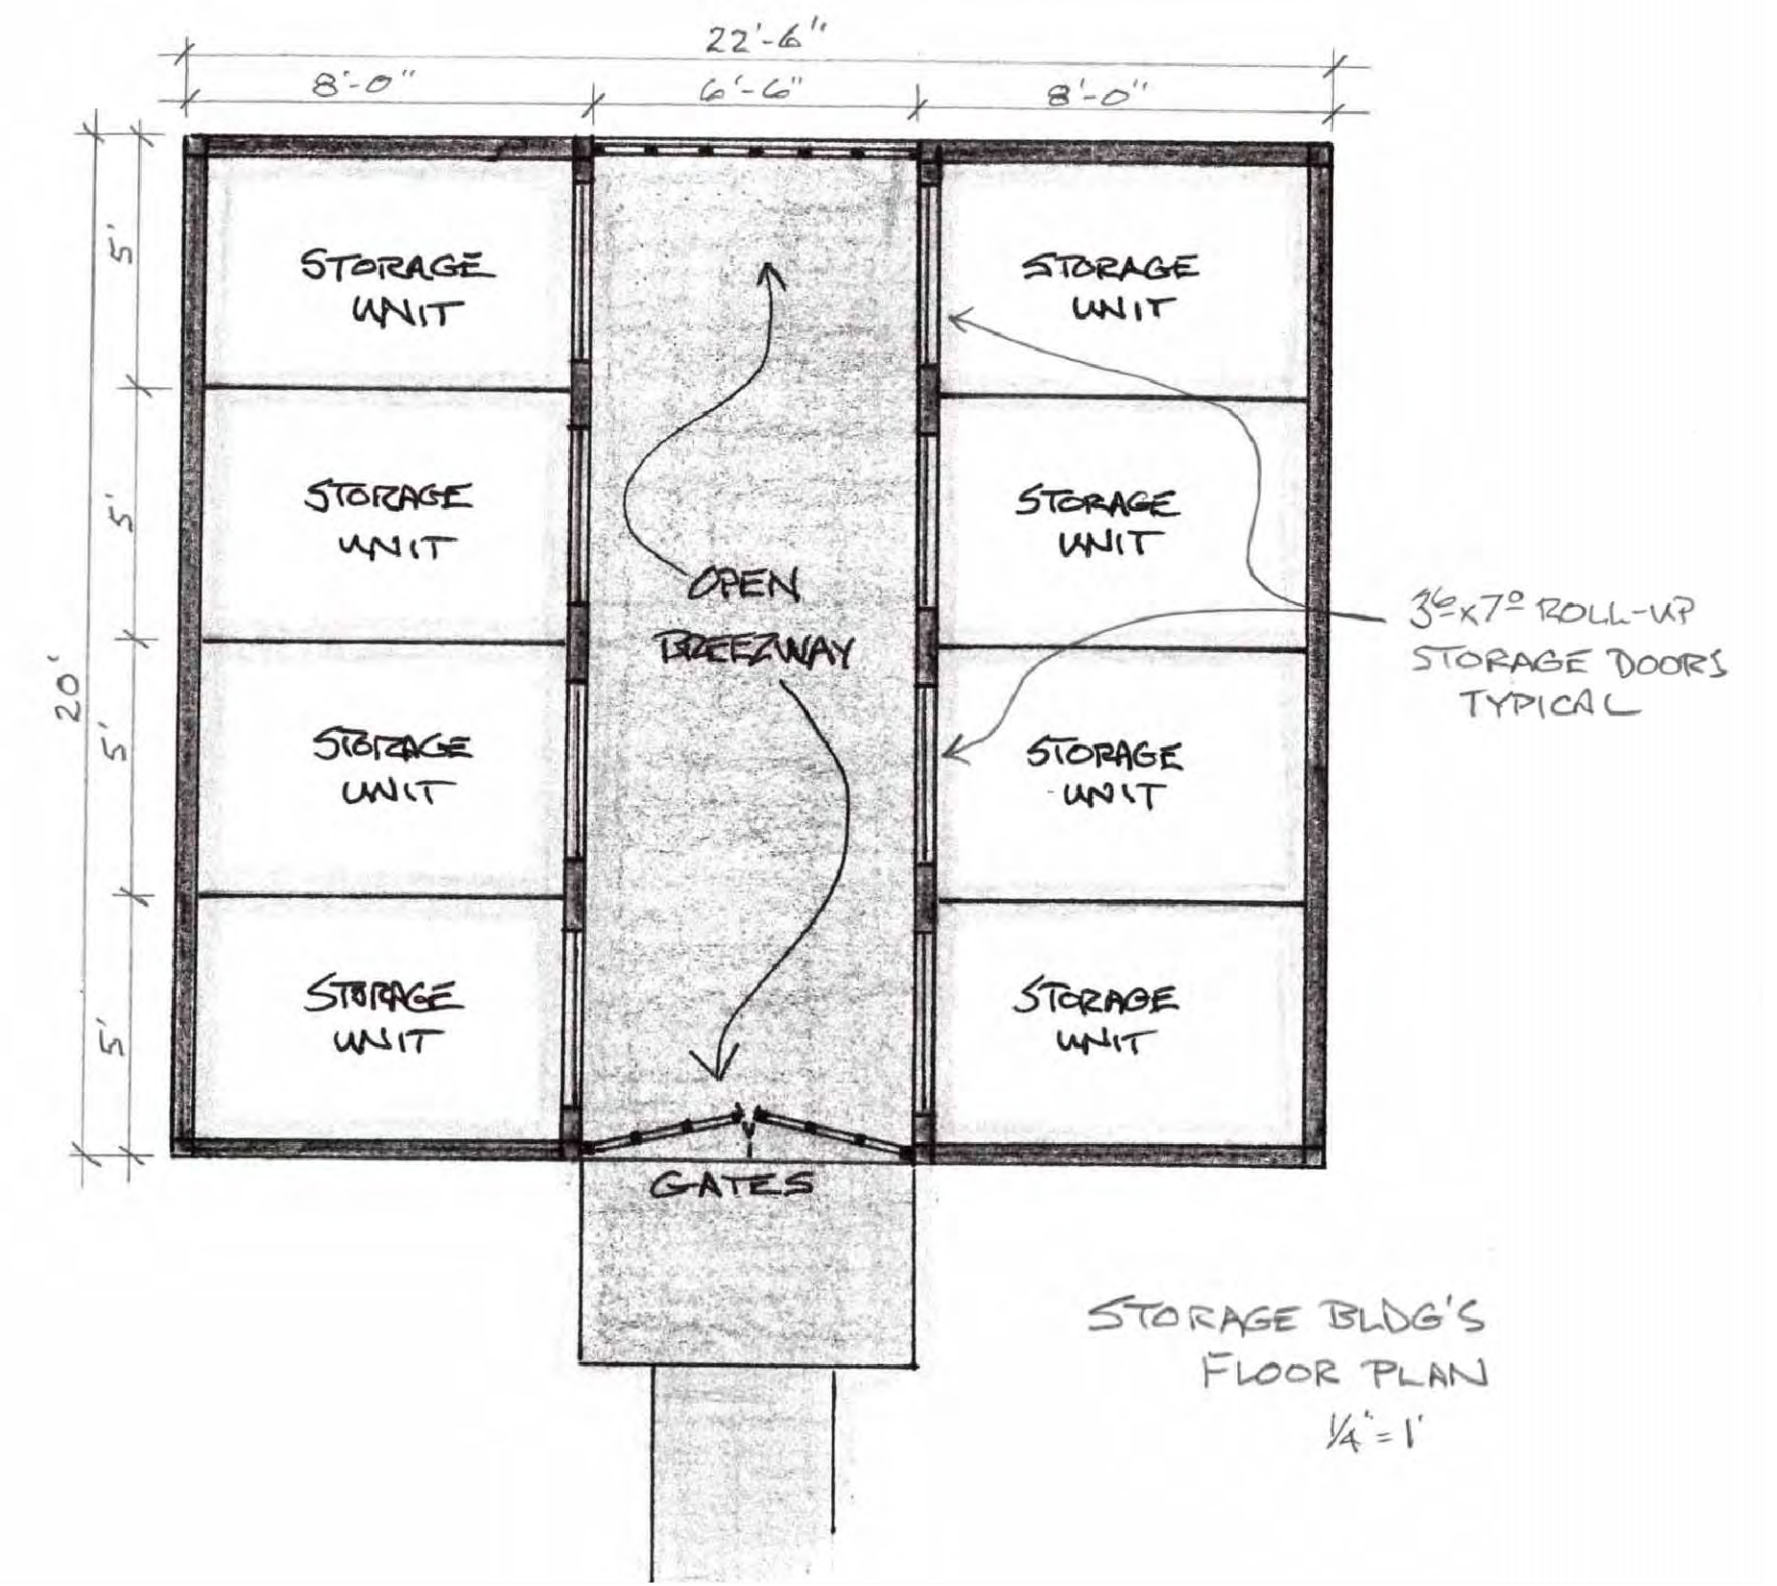 22'-6"
8'-0"
6'-6"
8'-0"
5'
5'
20'
5'
5'
STORAGE
UNIT
STORAGE
UNIT
STORAGE
UNIT
STORAGE
UNIT
OPEN
BREEZWAY
GATES
STORAGE
UNIT
STORAGE
UNIT
STORAGE
UNIT
STORAGE
UNIT
3⁶x7⁰ ROLL-UP
STORAGE DOORS
TYPICAL
STORAGE BLDG'S
FLOOR PLAN
1/4" = 1'